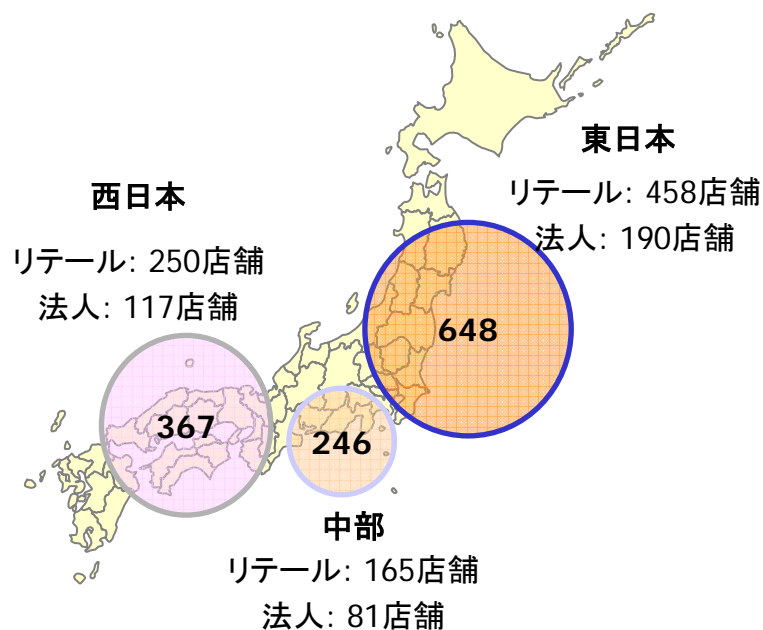 東日本
リテール: 458店舗
法人: 190店舗
648
西日本
リテール: 250店舗
法人: 117店舗
367
246
中部
リテール: 165店舗
法人: 81店舗